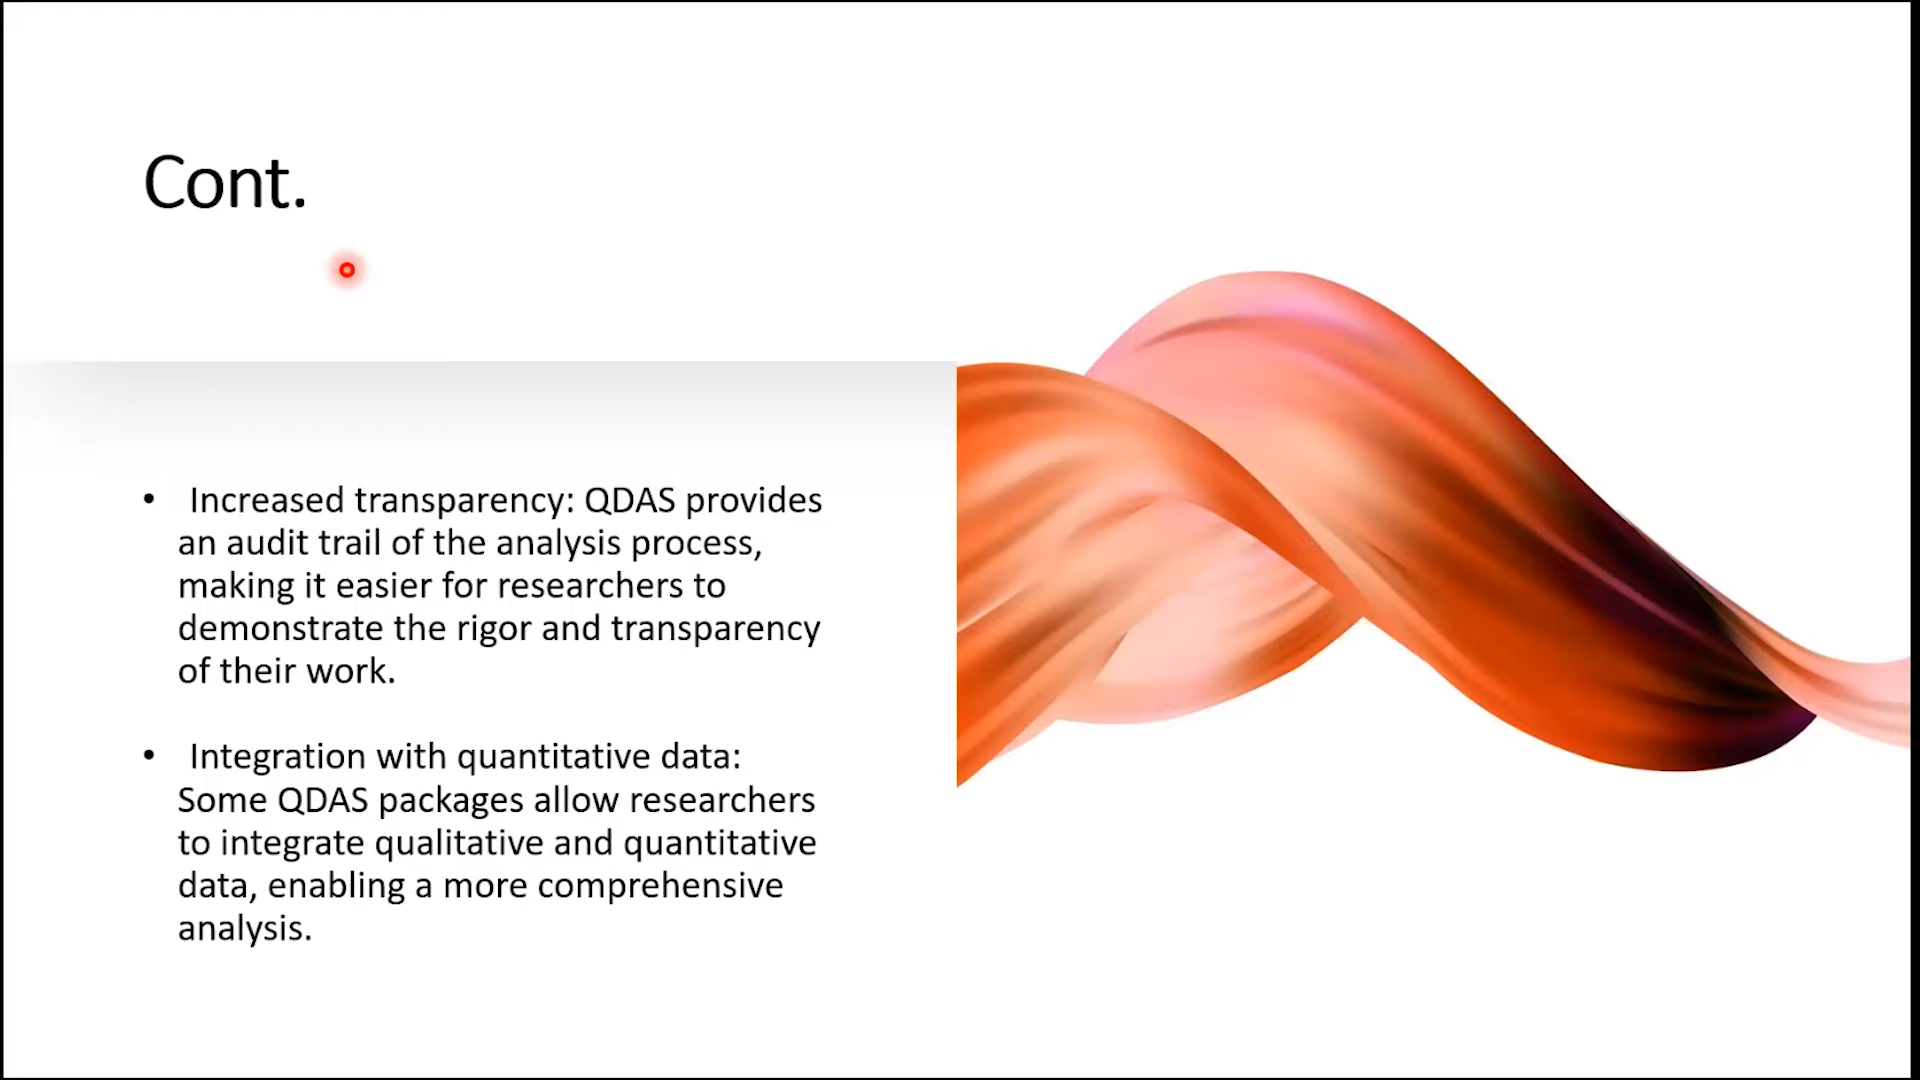 Cont.
• Increased transparency: QDAS provides
an audit trail of the analysis process,
making it easier for researchers to
demonstrate the rigor and transparency
of their work.
• Integration with quantitative data:
Some QDAS packages allow researchers
to integrate qualitative and quantitative
data, enabling a more comprehensive
analysis.